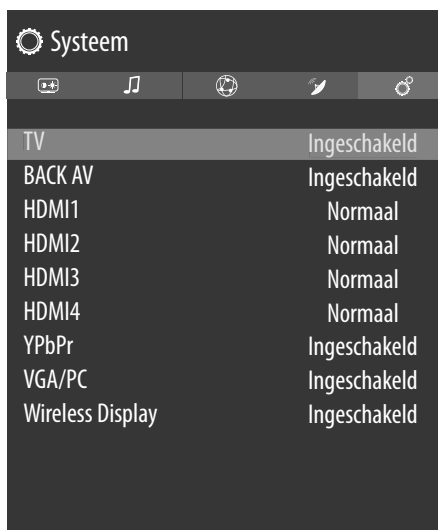 Systeem
TV Ingeschakeld
BACK AV Ingeschakeld
HDMI1 Normaal
HDMI2 Normaal
HDMI3 Normaal
HDMI4 Normaal
YPbPr Ingeschakeld
VGA/PC Ingeschakeld
Wireless Display Ingeschakeld